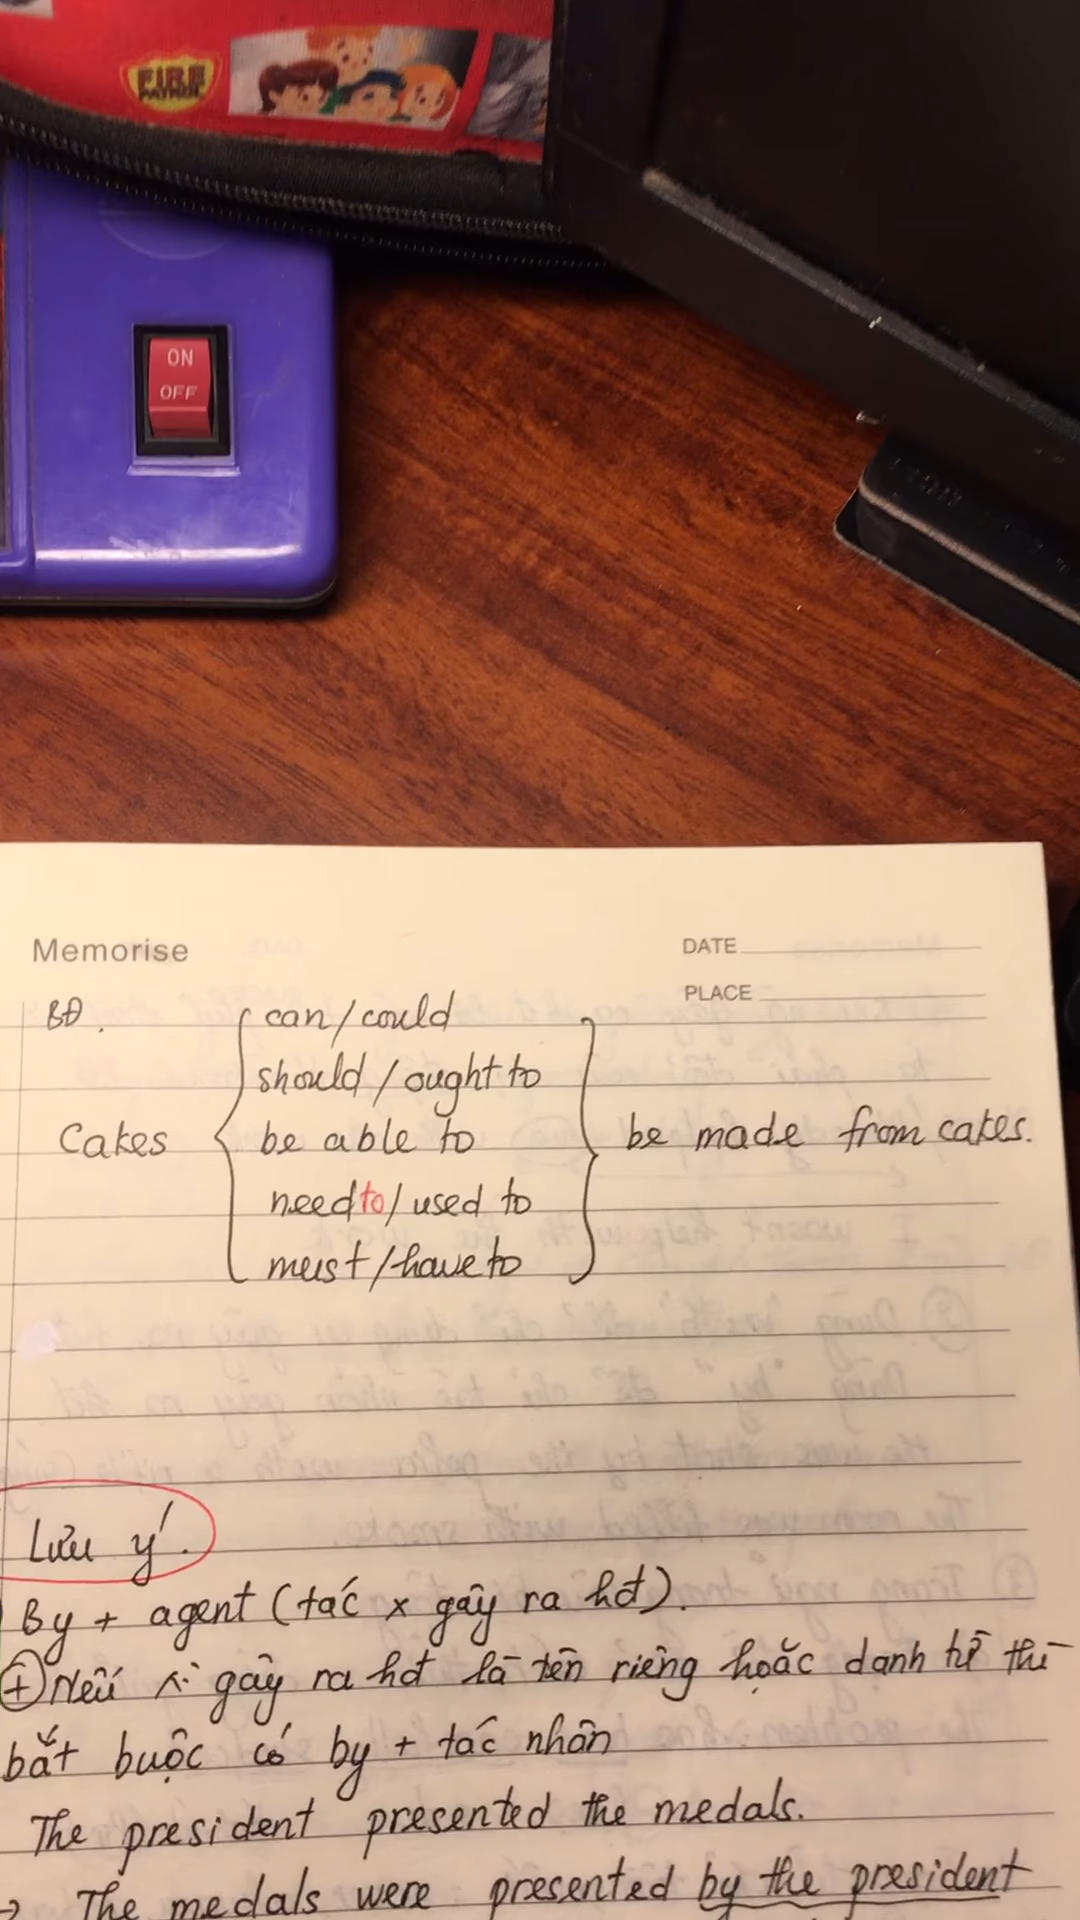 FIRE
PATROL
ON
OFF
Memorise
DATE
PLACE
BĐ.
can/could
should/ought to
Cakes be able to be made from cakes.
need to/used to
must/have to
Lưu ý.
By + agent (tác x gây ra hđ).
+ Nếu x gây ra hđ là tên riêng hoặc danh từ thì
bắt buộc có by + tác nhân
The president presented the medals.
→ The medals were presented by the president